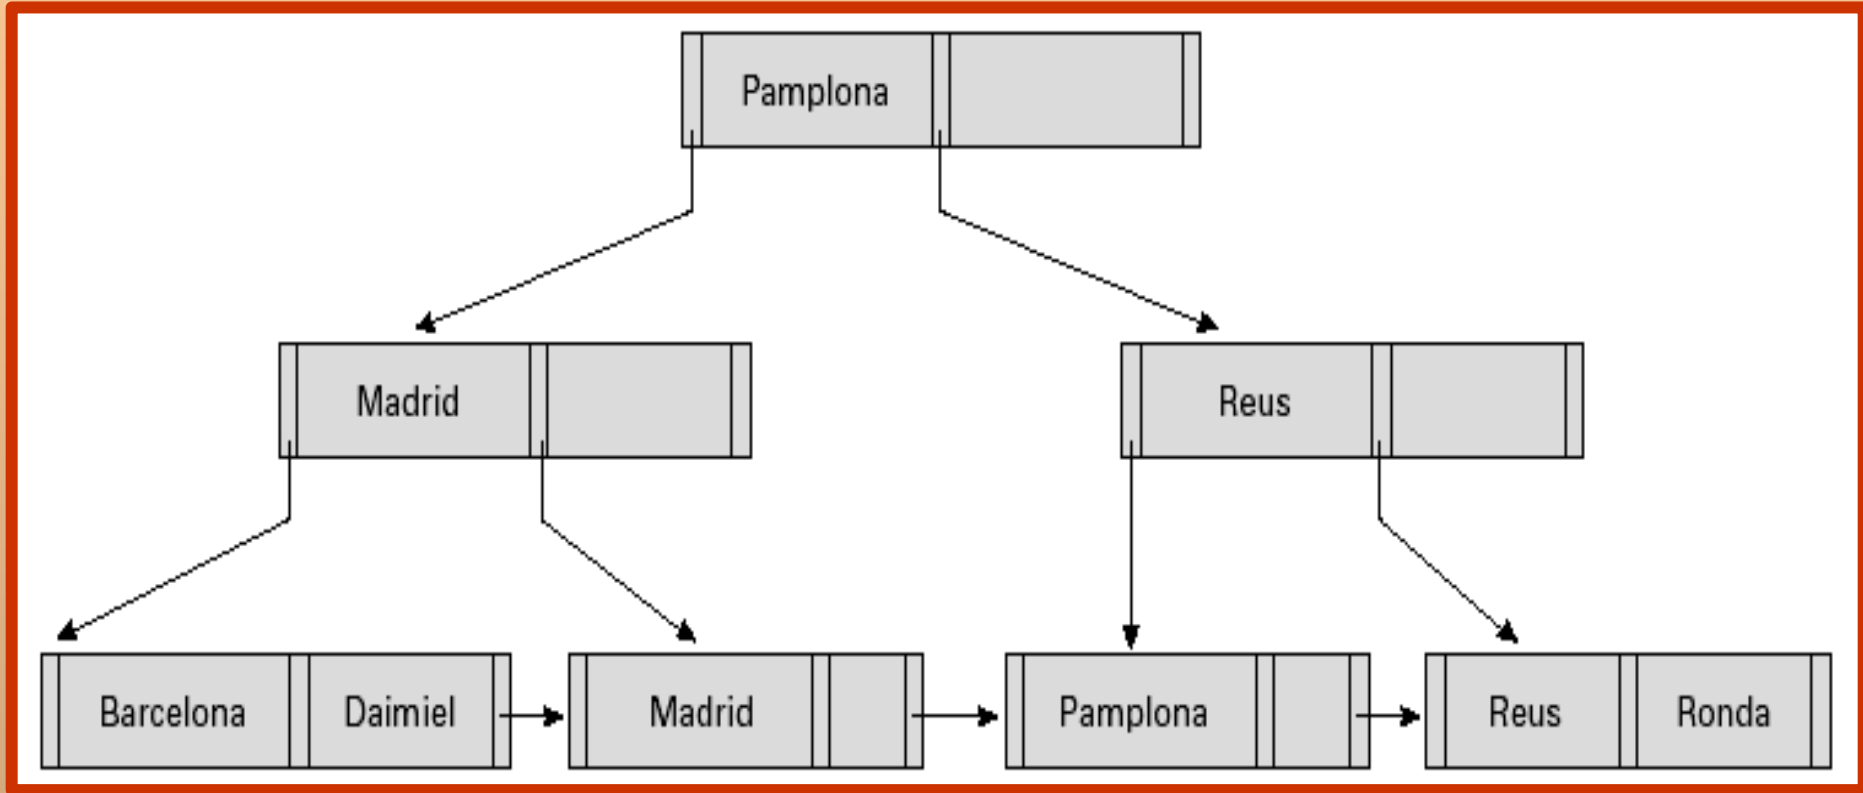 Pamplona
Madrid
Reus
Barcelona
Daimiel
Madrid
Pamplona
Reus
Ronda